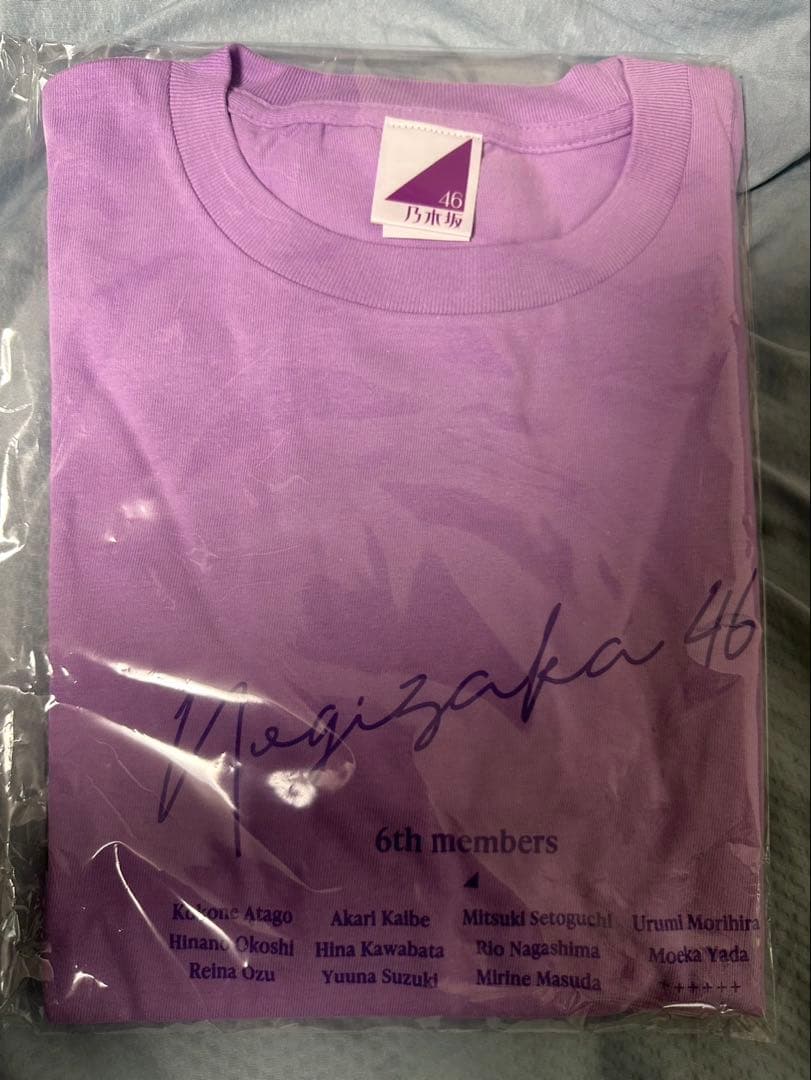 46
乃木坂
Nogizaka 46
6th members
Kokone Atago Akari Kaibe Mitsuki Setoguchi Urumi Morihira
Hinano Okoshi Hina Kawabata Rio Nagashima Moeka Yada
Reina Ozu Yuuna Suzuki Mirine Masuda ++++++